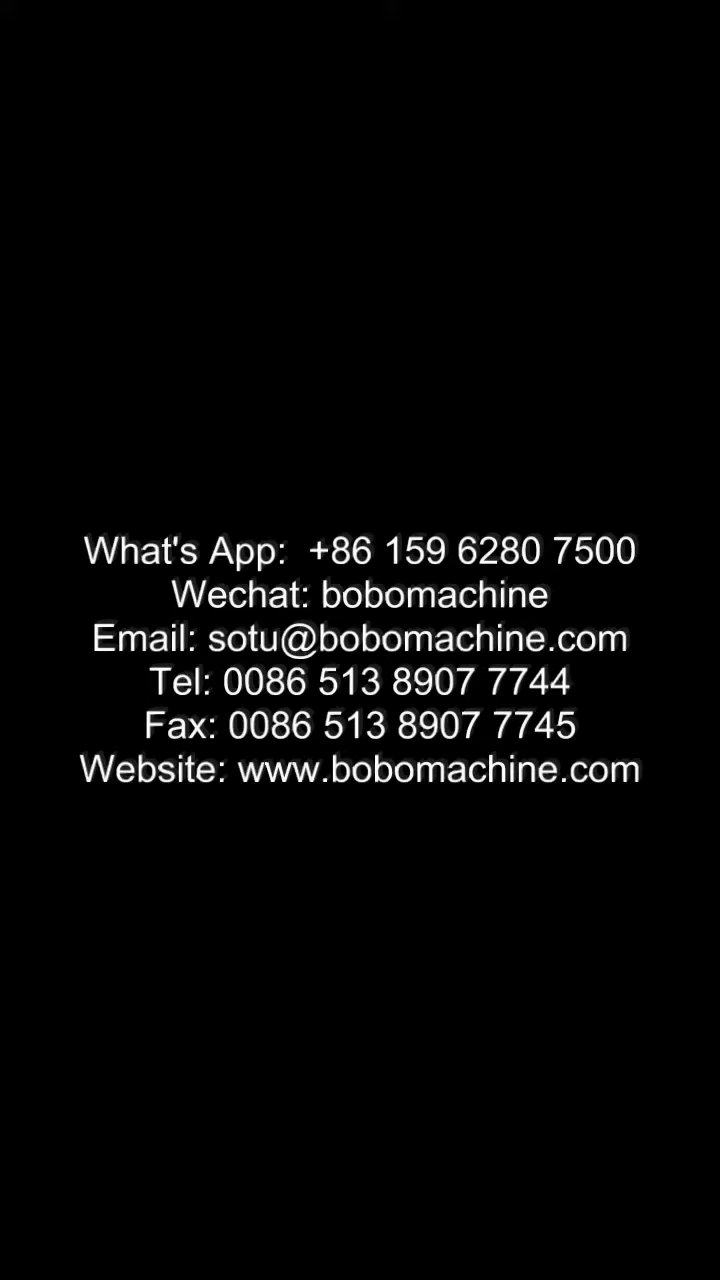 What's App:  +86 159 6280 7500
Wechat: bobomachine
Email: sotu@bobomachine.com
Tel: 0086 513 8907 7744
Fax: 0086 513 8907 7745
Website: www.bobomachine.com